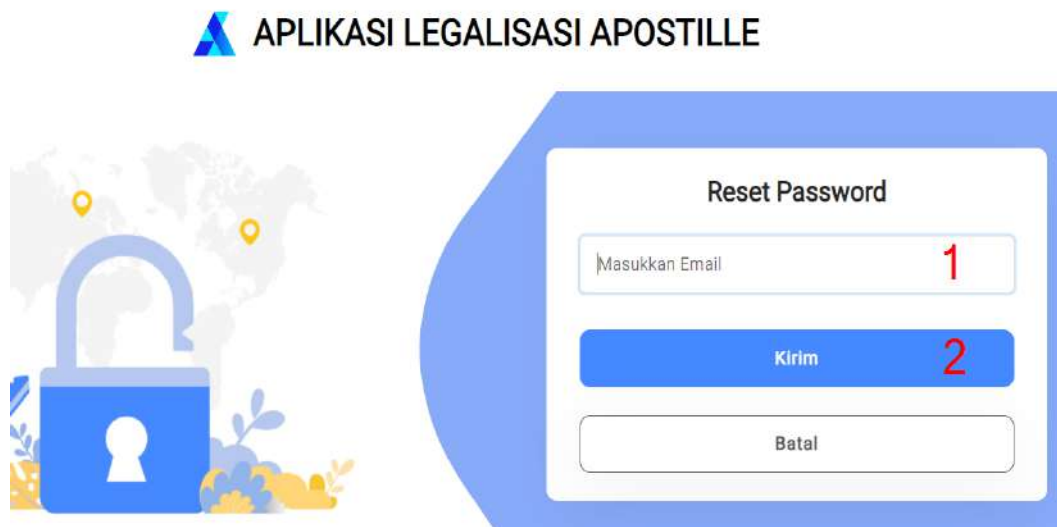 APLIKASI LEGALISASI APOSTILLE
Reset Password
Masukkan Email 1
Kirim 2
Batal